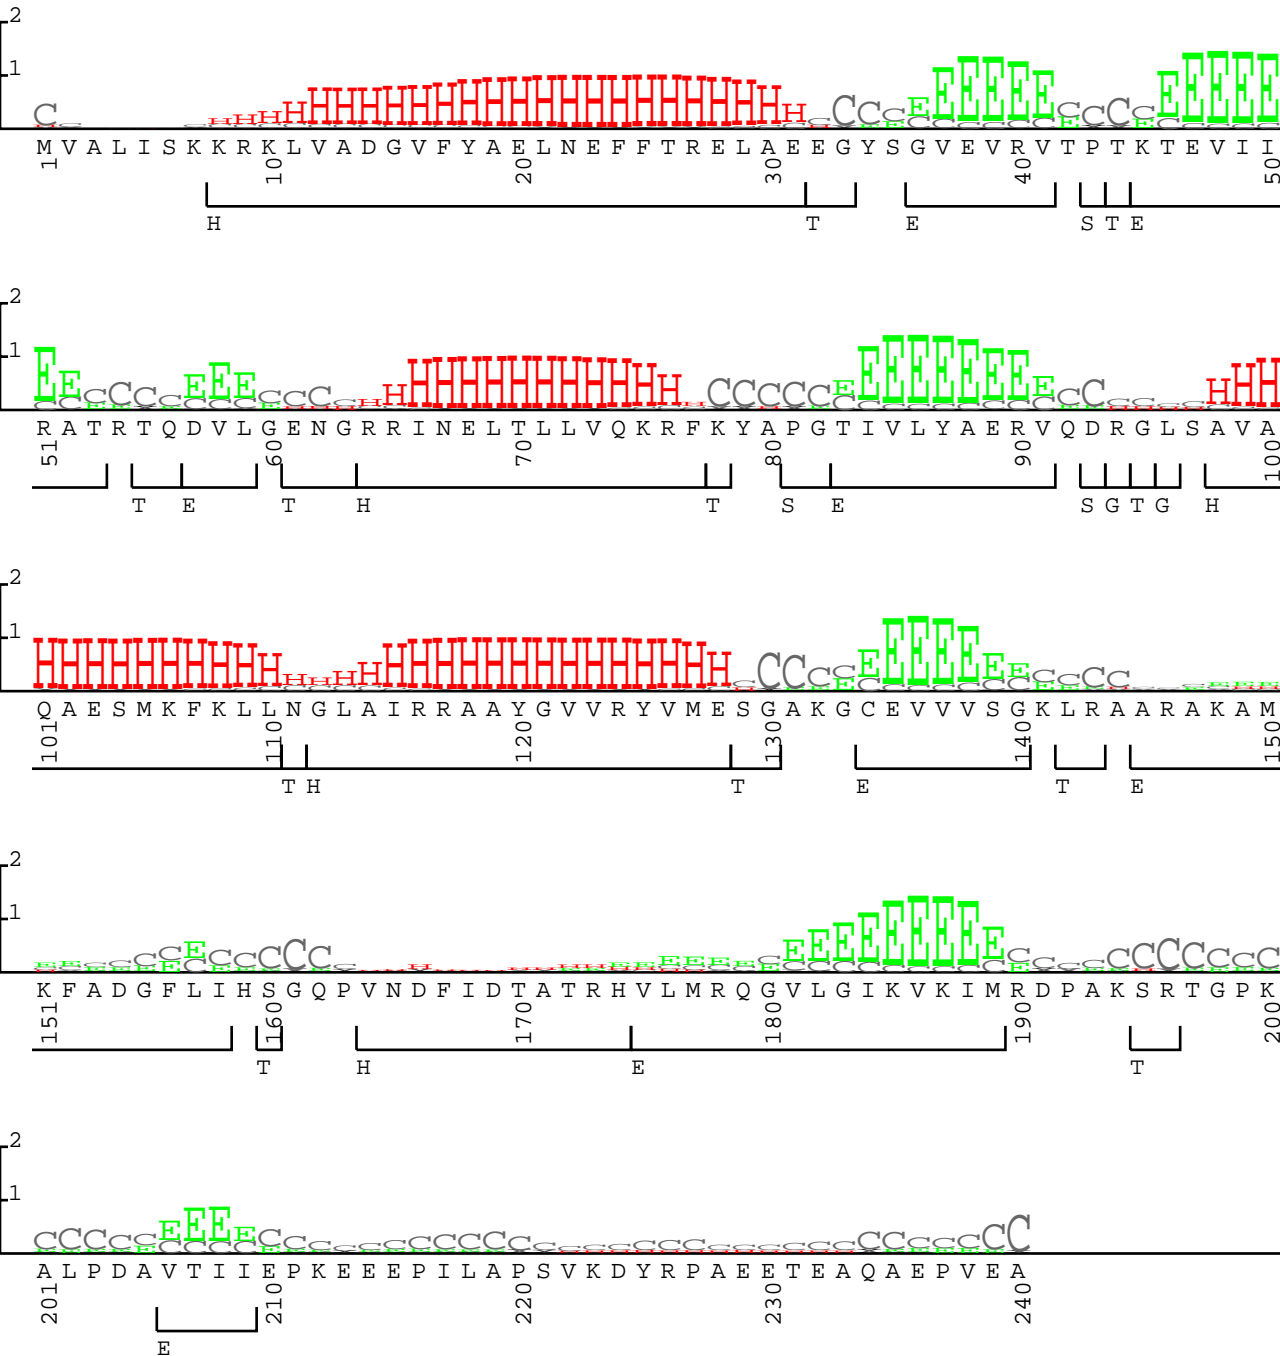 2
1
M V A L I S K K R K L V A D G V F Y A E L N E F F T R E L A E E G Y S G V E V R V T P T K T E V I I
1 10 20 30 40 50
H T E S T E
2
1
R A T R T Q D V L G E N G R R I N E L T L L V Q K R F K Y A P G T I V L Y A E R V Q D R G L S A V A
51 60 70 80 90 100
T E T H T S E S G T G H
2
1
Q A E S M K F K L L N G L A I R R A A Y G V V R Y V M E S G A K G C E V V V S G K L R A A R A K A M
101 110 120 130 140 150
T H T E T E
2
1
K F A D G F L I H S G Q P V N D F I D T A T R H V L M R Q G V L G I K V K I M R D P A K S R T G P K
151 160 170 180 190 200
T H E T
2
1
A L P D A V T I I E P K E E E P I L A P S V K D Y R P A E E T E A Q A E P V E A
201 210 220 230 240
E